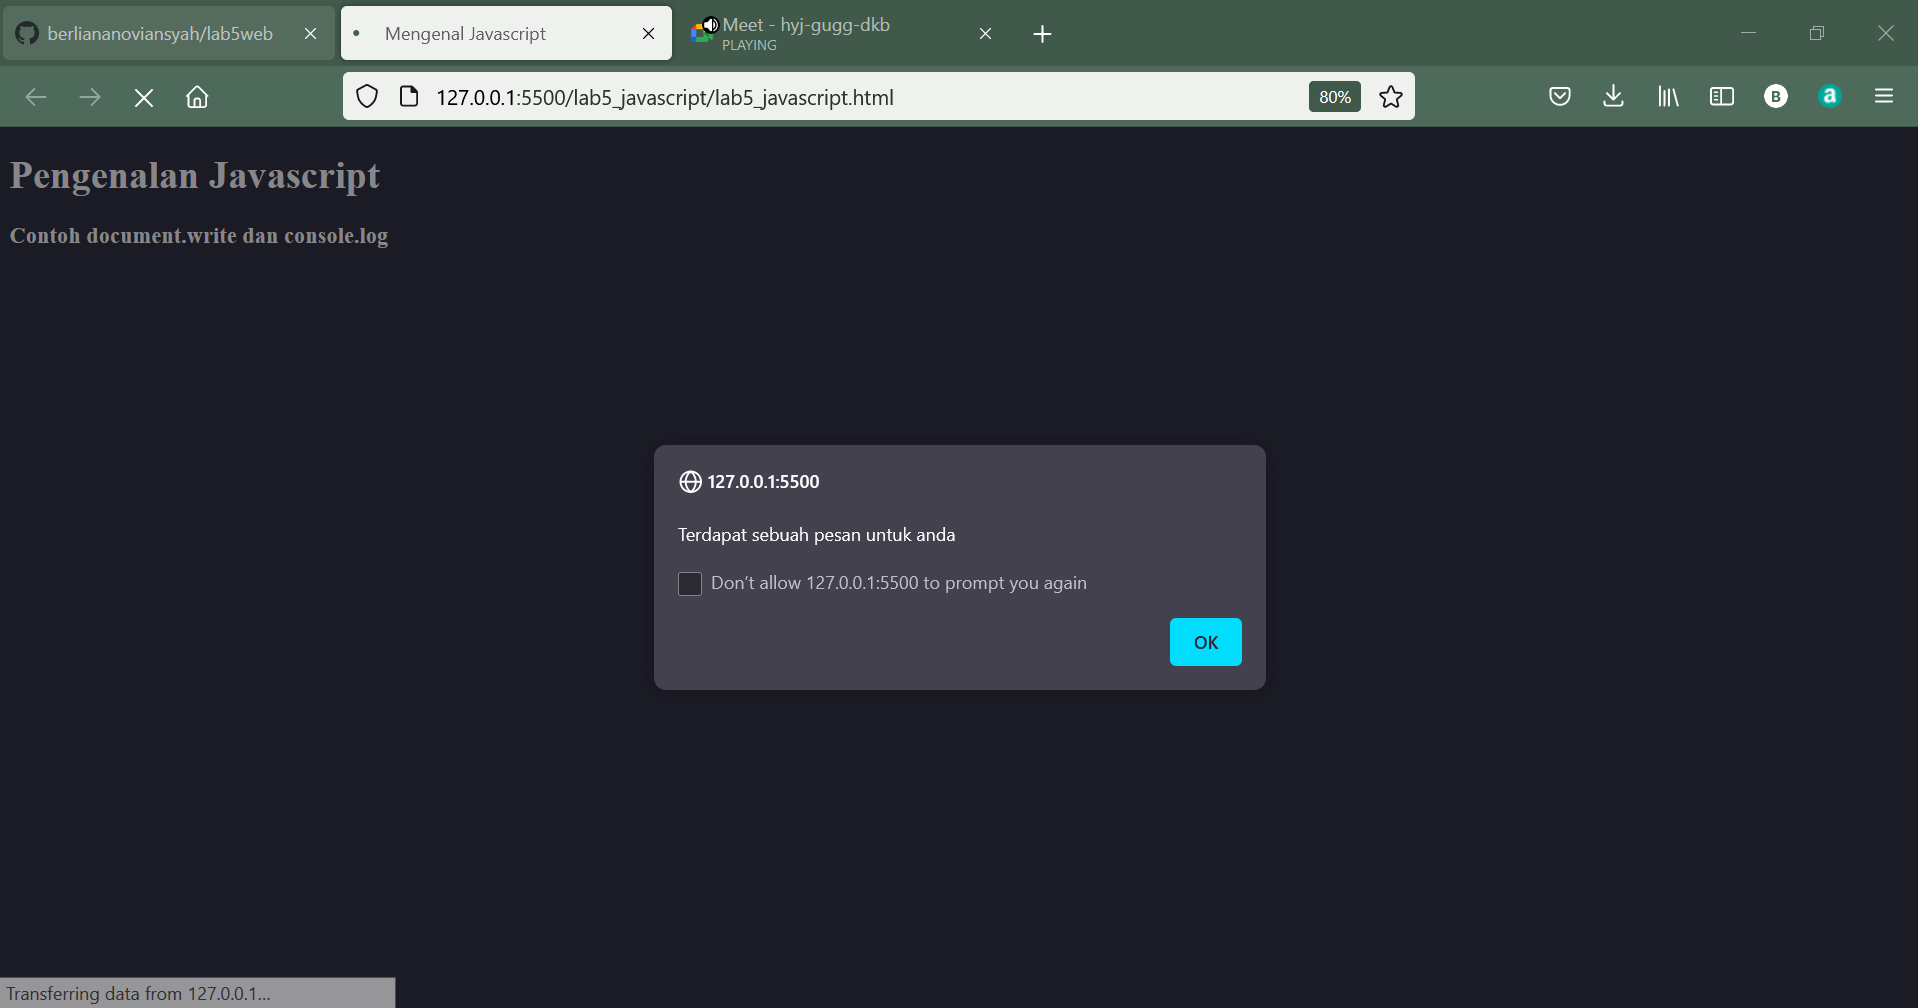 berliananoviansyah/lab5web
Mengenal Javascript
Meet - hyj-gugg-dkb
PLAYING
127.0.0.1:5500/lab5_javascript/lab5_javascript.html
80%
B
a
Pengenalan Javascript
Contoh document.write dan console.log
127.0.0.1:5500
Terdapat sebuah pesan untuk anda
Don’t allow 127.0.0.1:5500 to prompt you again
OK
Transferring data from 127.0.0.1…